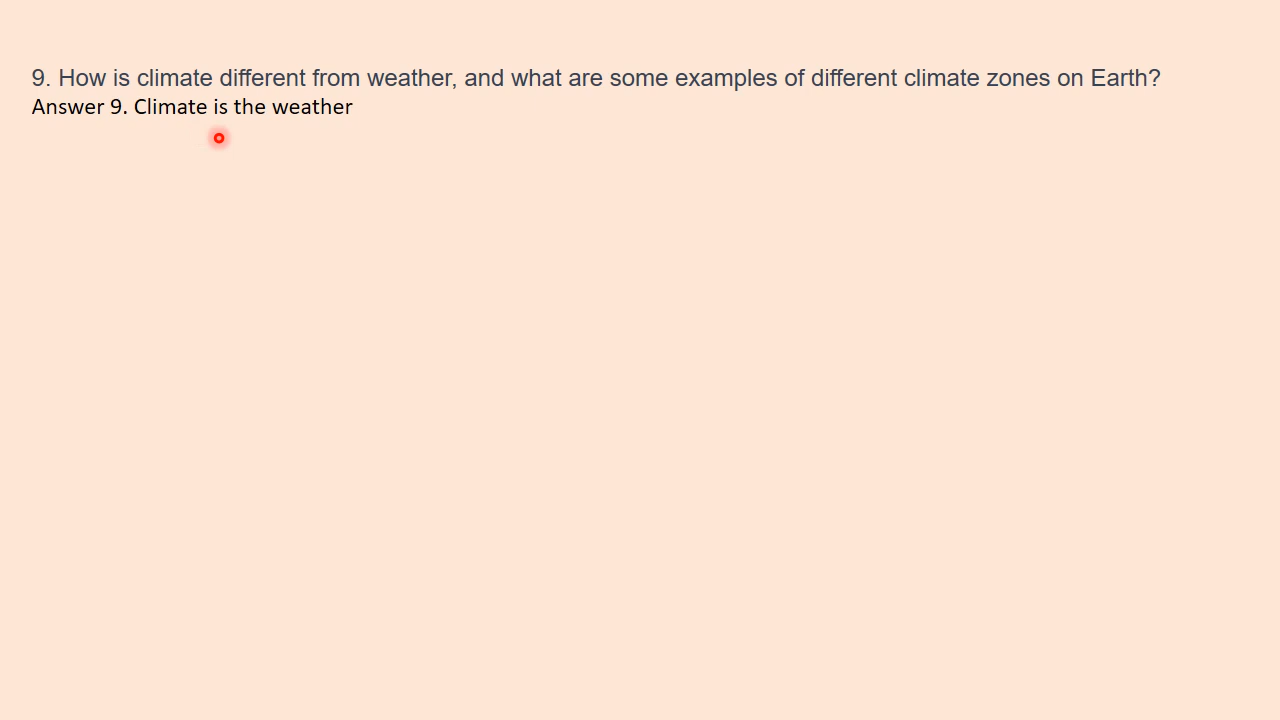 9. How is climate different from weather, and what are some examples of different climate zones on Earth?
Answer 9. Climate is the weather